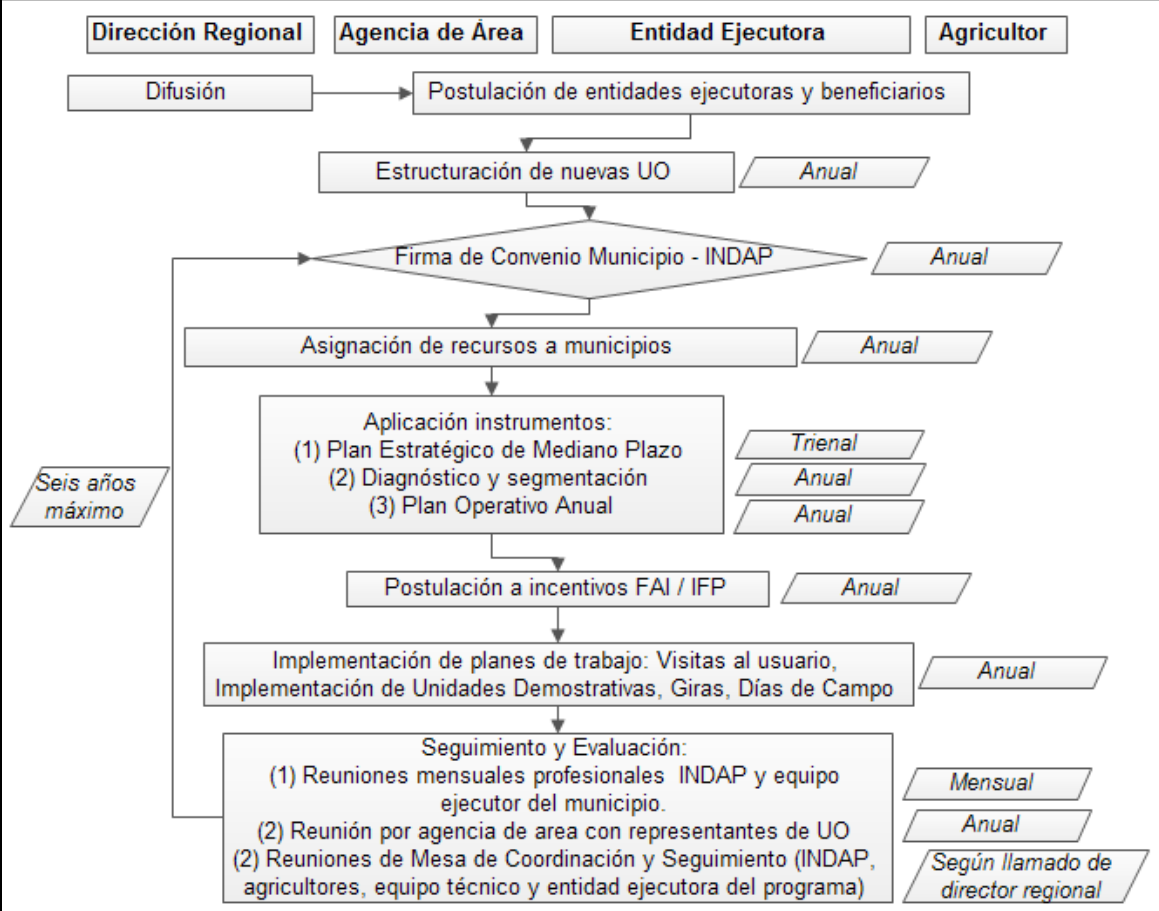 Dirección Regional
Agencia de Área
Entidad Ejecutora
Agricultor
Difusión
Postulación de entidades ejecutoras y beneficiarios
Estructuración de nuevas UO
Anual
Firma de Convenio Municipio - INDAP
Anual
Asignación de recursos a municipios
Anual
Aplicación instrumentos:
(1) Plan Estratégico de Mediano Plazo
(2) Diagnóstico y segmentación
(3) Plan Operativo Anual
Trienal
Anual
Anual
Seis años
máximo
Postulación a incentivos FAI / IFP
Anual
Implementación de planes de trabajo: Visitas al usuario,
Implementación de Unidades Demostrativas, Giras, Días de Campo
Anual
Seguimiento y Evaluación:
(1) Reuniones mensuales profesionales INDAP y equipo
ejecutor del municipio.
(2) Reunión por agencia de area con representantes de UO
(2) Reuniones de Mesa de Coordinación y Seguimiento (INDAP,
agricultores, equipo técnico y entidad ejecutora del programa)
Mensual
Anual
Según llamado de
director regional